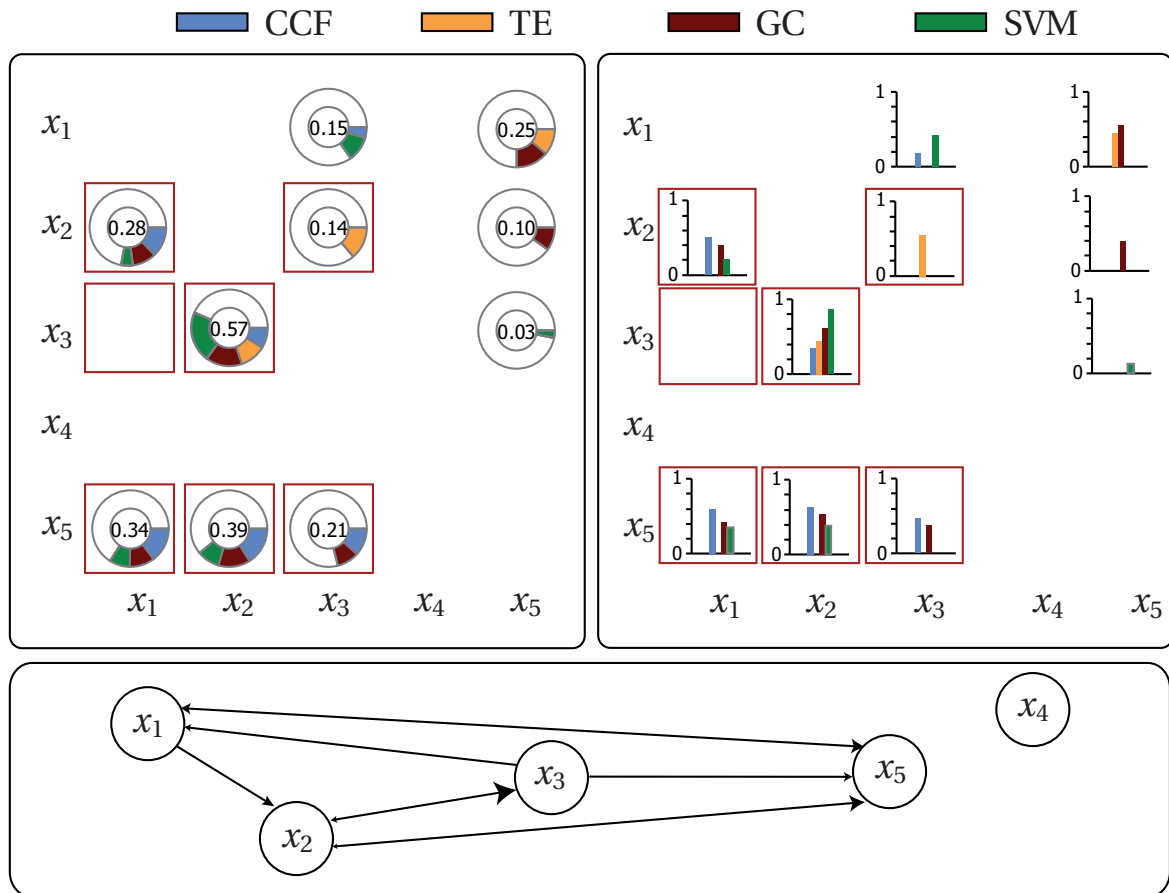 CCF TE GC SVM
x1 0.15 0.25
x2 0.28 0.14 0.10
x3 0.57 0.03
x4
x5 0.34 0.39 0.21
x1 x2 x3 x4 x5
x1 1 0 1 0
x2 1 0 1 0 1 0
x3 1 0 1 0
x4
x5 1 0 1 0 1 0
x1 x2 x3 x4 x5
x1 x4
x3 x5
x2